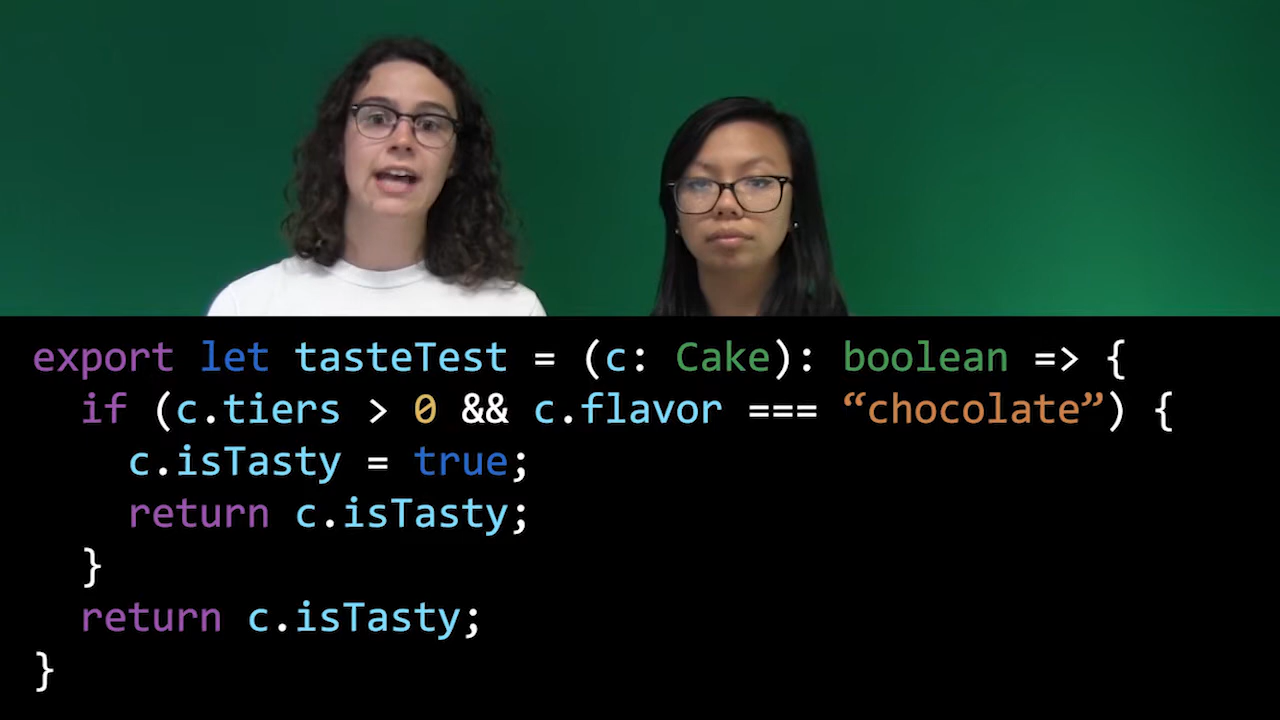 export let tasteTest = (c: Cake): boolean => {
if (c.tiers > 0 && c.flavor === “chocolate”) {
c.isTasty = true;
return c.isTasty;
}
return c.isTasty;
}